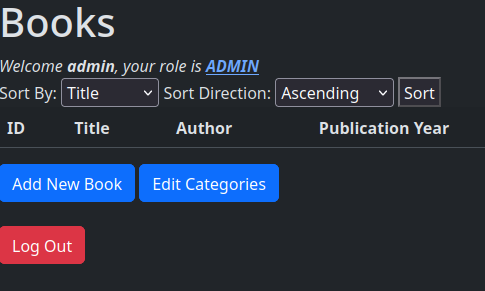 Books
Welcome admin, your role is ADMIN
Sort By: Title Sort Direction: Ascending Sort
ID Title Author Publication Year
Add New Book Edit Categories
Log Out